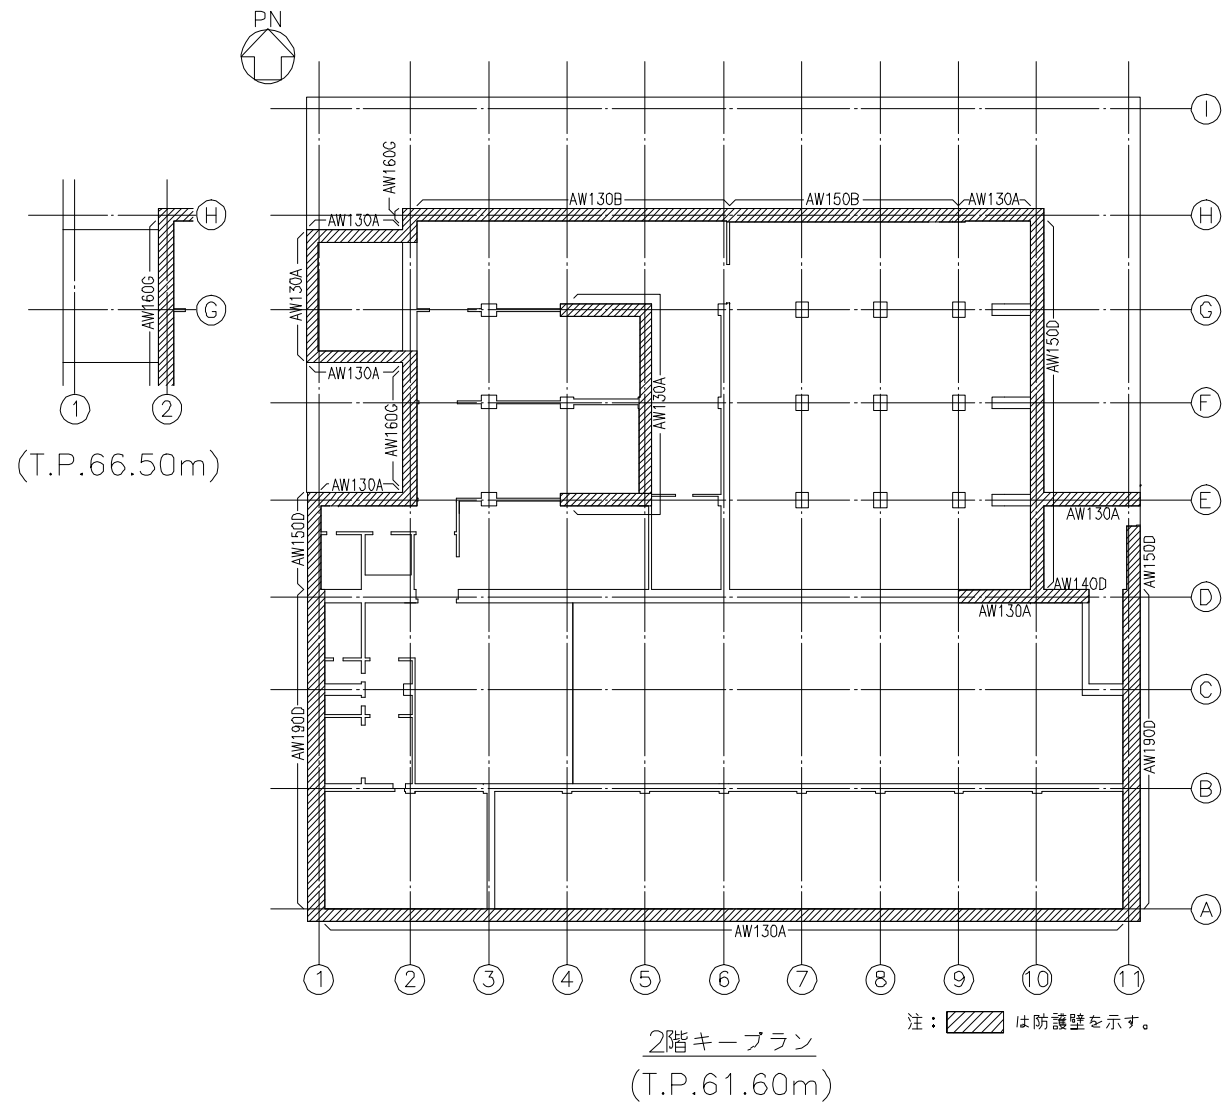 PN
I
AW160G
AW130B
AW150B
AW130A
H
AW130A
H
AW130A
AW160G
G
AW150D
G
AW130A
AW130A
AW160G
F
1
2
(T.P.66.50m)
AW130A
E
AW130A
AW150D
AW150D
AW140D
D
AW130A
C
AW190D
AW190D
B
A
AW130A
1 2 3 4 5 6 7 8 9 10 11
注： は防護壁を示す。
2階キープラン
(T.P.61.60m)